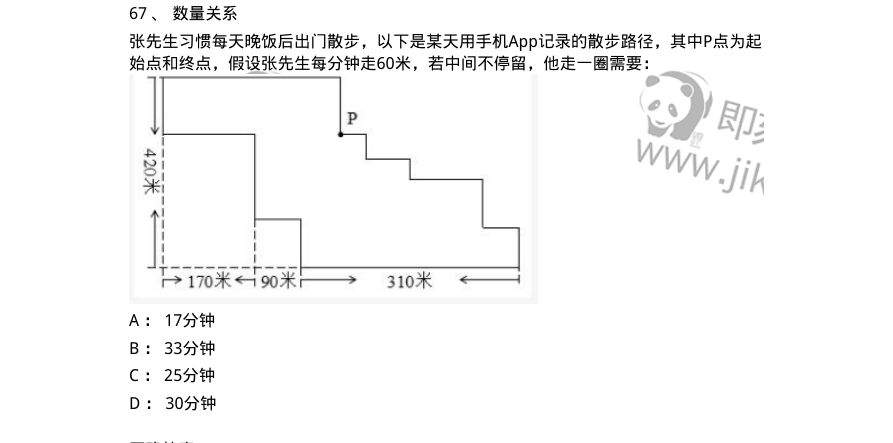 67 、 数量关系
张先生习惯每天晚饭后出门散步，以下是某天用手机App记录的散步路径，其中P点为起
始点和终点，假设张先生每分钟走60米，若中间不停留，他走一圈需要：
P
420米
170米 90米 310米
www.jik
A： 17分钟
B： 33分钟
C： 25分钟
D： 30分钟